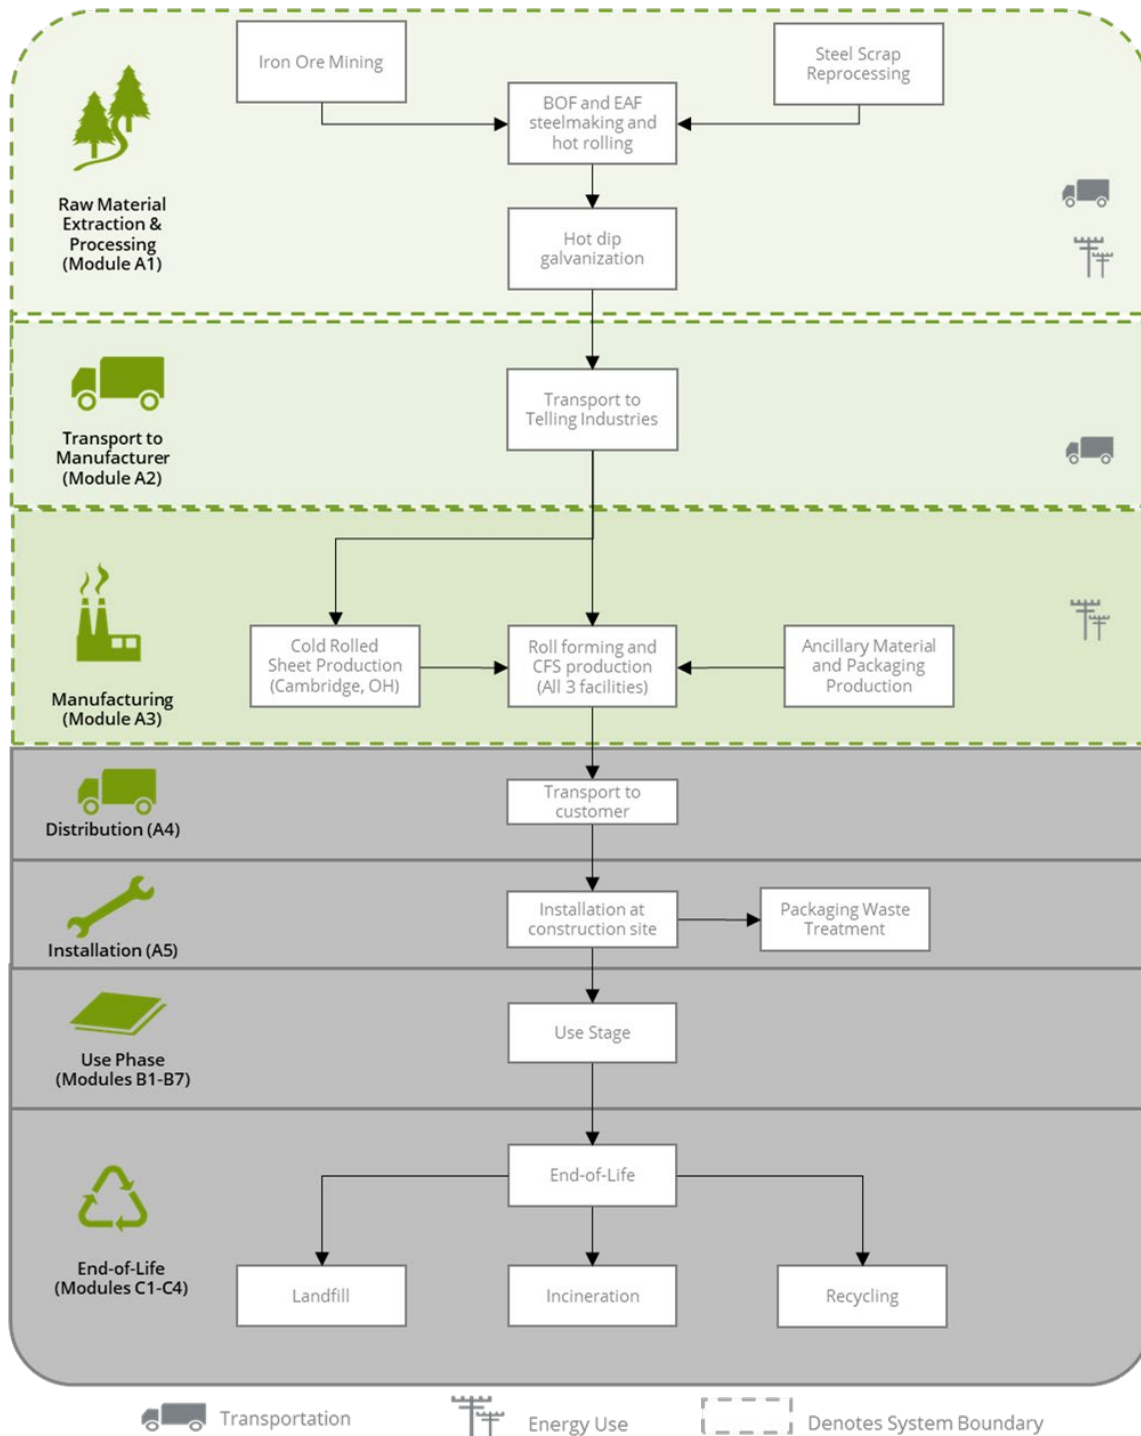 Iron Ore Mining
Steel Scrap
Reprocessing
BOF and EAF
steelmaking and
hot rolling
Raw Material
Extraction &
Processing
(Module A1)
Hot dip
galvanization
Transport to
Manufacturer
(Module A2)
Transport to
Telling Industries
Manufacturing
(Module A3)
Cold Rolled
Sheet Production
(Cambridge, OH)
Roll forming and
CFS production
(All 3 facilities)
Ancillary Material
and Packaging
Production
Distribution (A4)
Transport to
customer
Installation (A5)
Installation at
construction site
Packaging Waste
Treatment
Use Phase
(Modules B1-B7)
Use Stage
End-of-Life
(Modules C1-C4)
End-of-Life
Landfill
Incineration
Recycling
Transportation
Energy Use
Denotes System Boundary